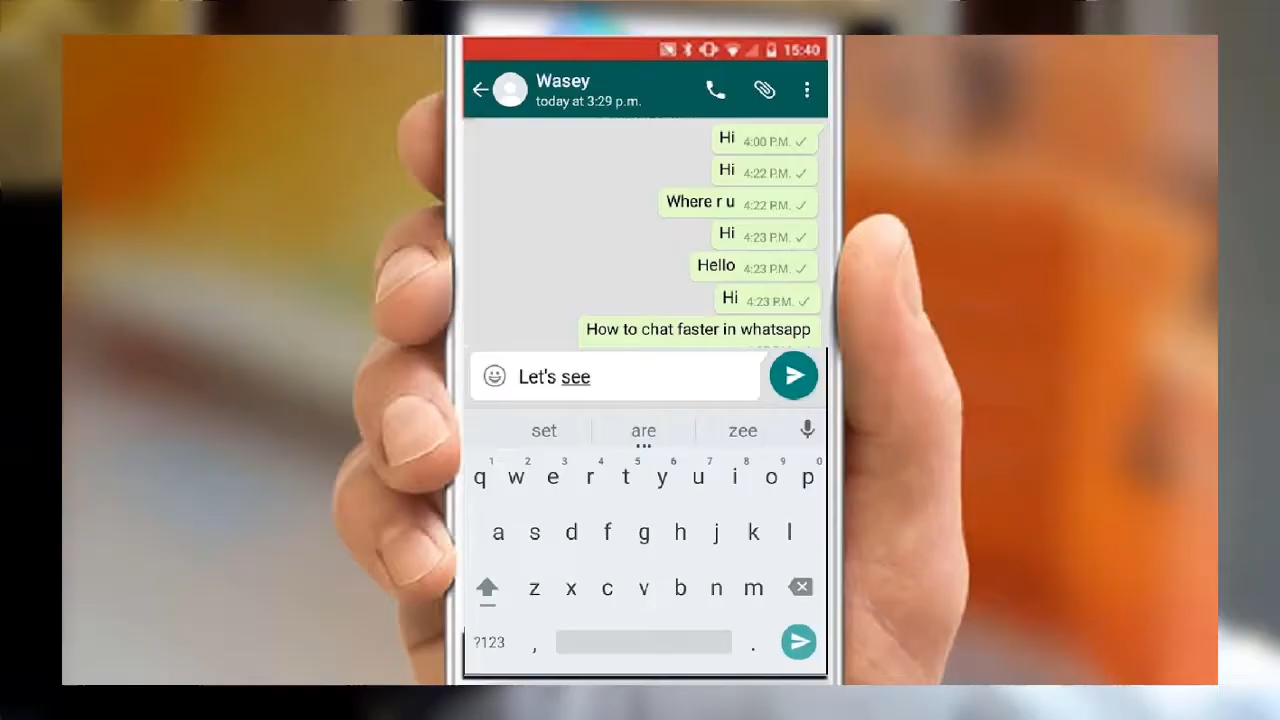 15:40
Wasey
today at 3:29 p.m.
Hi 4:00 P.M.
Hi 4:22 P.M.
Where r u 4:22 P.M.
Hi 4:23 P.M.
Hello 4:23 P.M.
Hi 4:23 P.M.
How to chat faster in whatsapp
Let's see
set are zee
1 2 3 4 5 6 7 8 9 0
q w e r t y u i o p
a s d f g h j k l
z x c v b n m
?123 , .